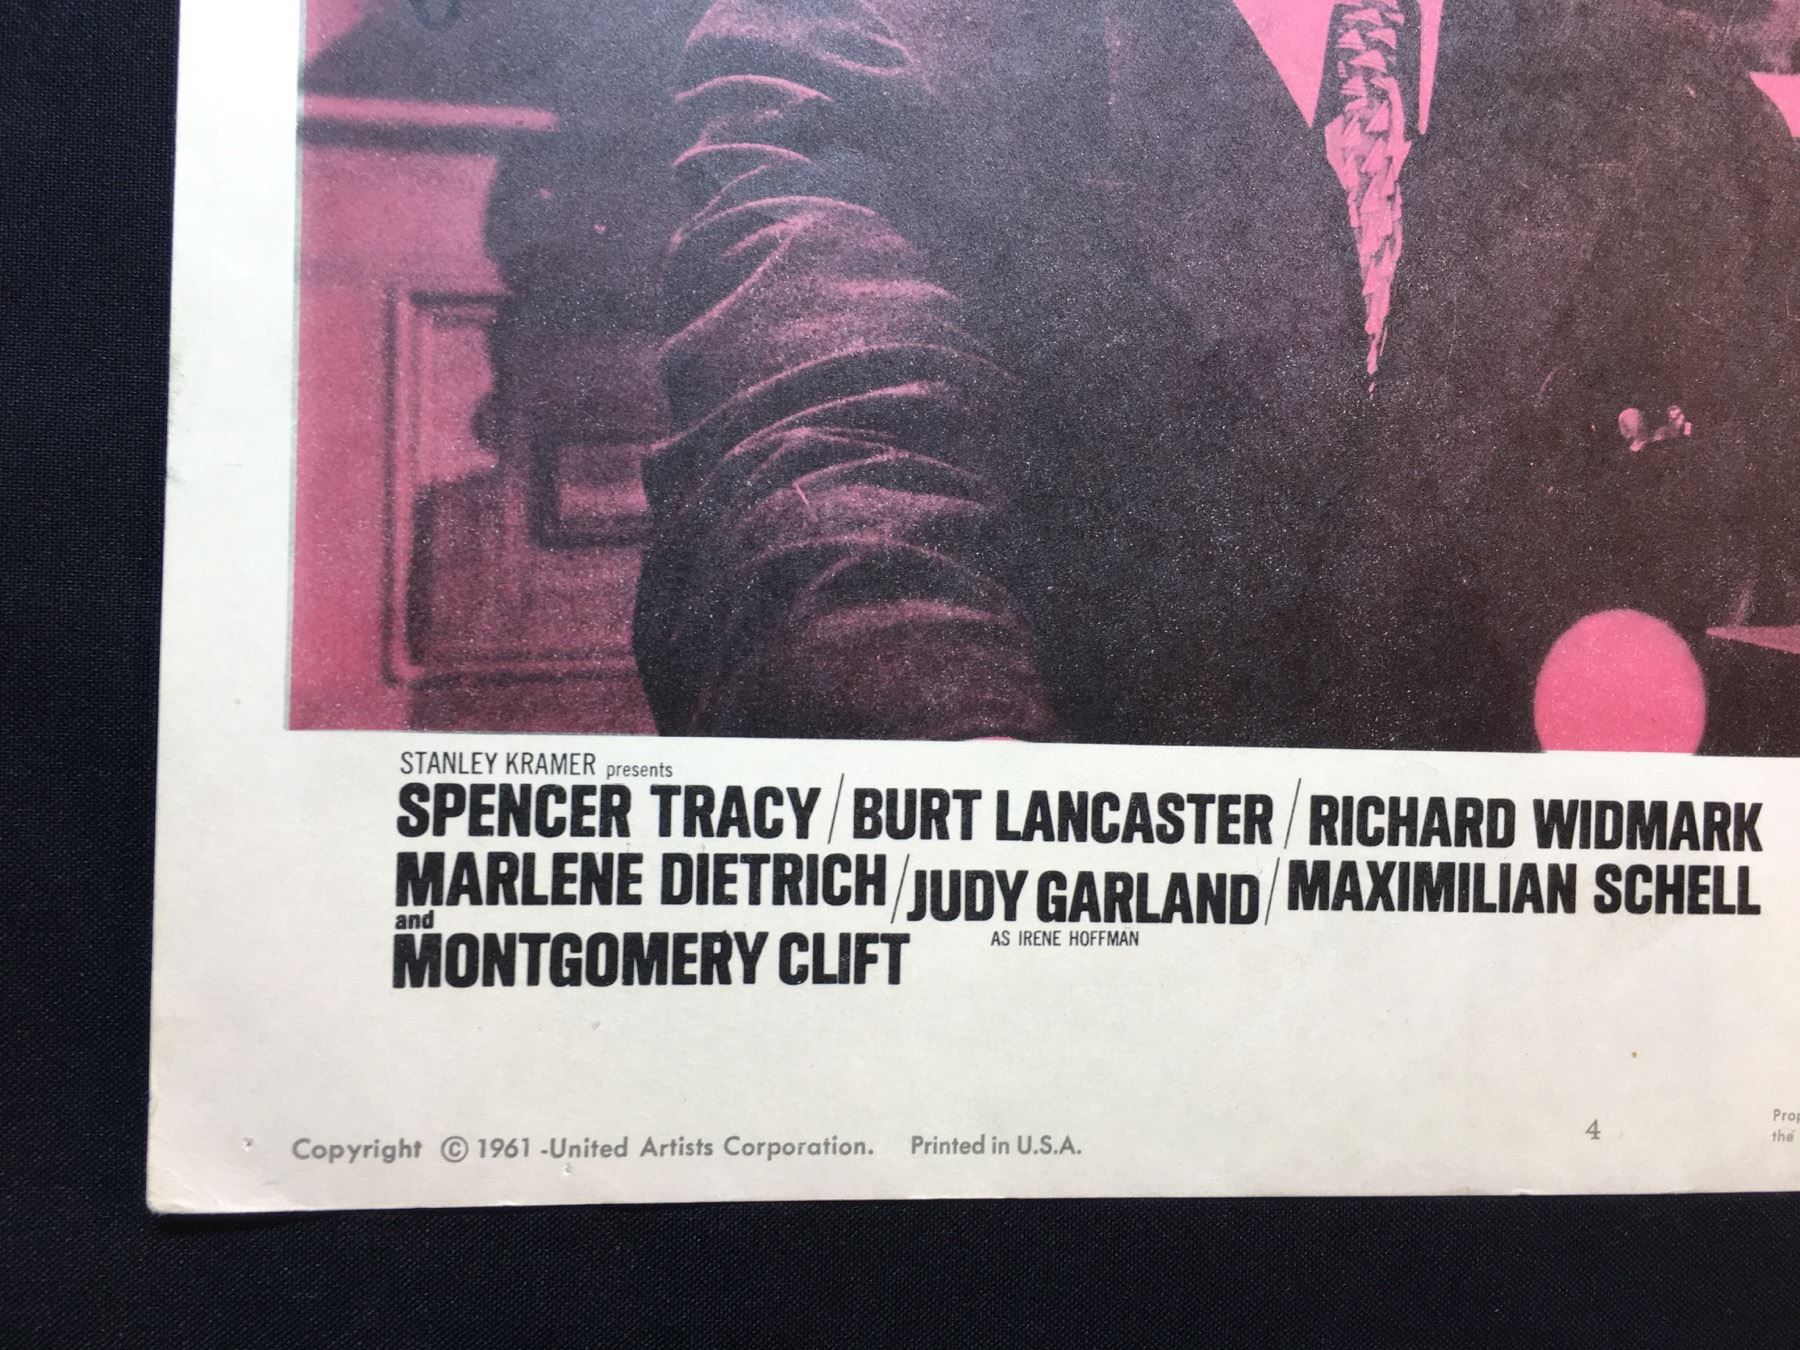 STANLEY KRAMER presents
SPENCER TRACY/BURT LANCASTER/RICHARD WIDMARK
MARLENE DIETRICH/JUDY GARLAND/MAXIMILIAN SCHELL
AS IRENE HOFFMAN
and
MONTGOMERY CLIFT
Copyright © 1961 -United Artists Corporation. Printed in U.S.A.
4
the